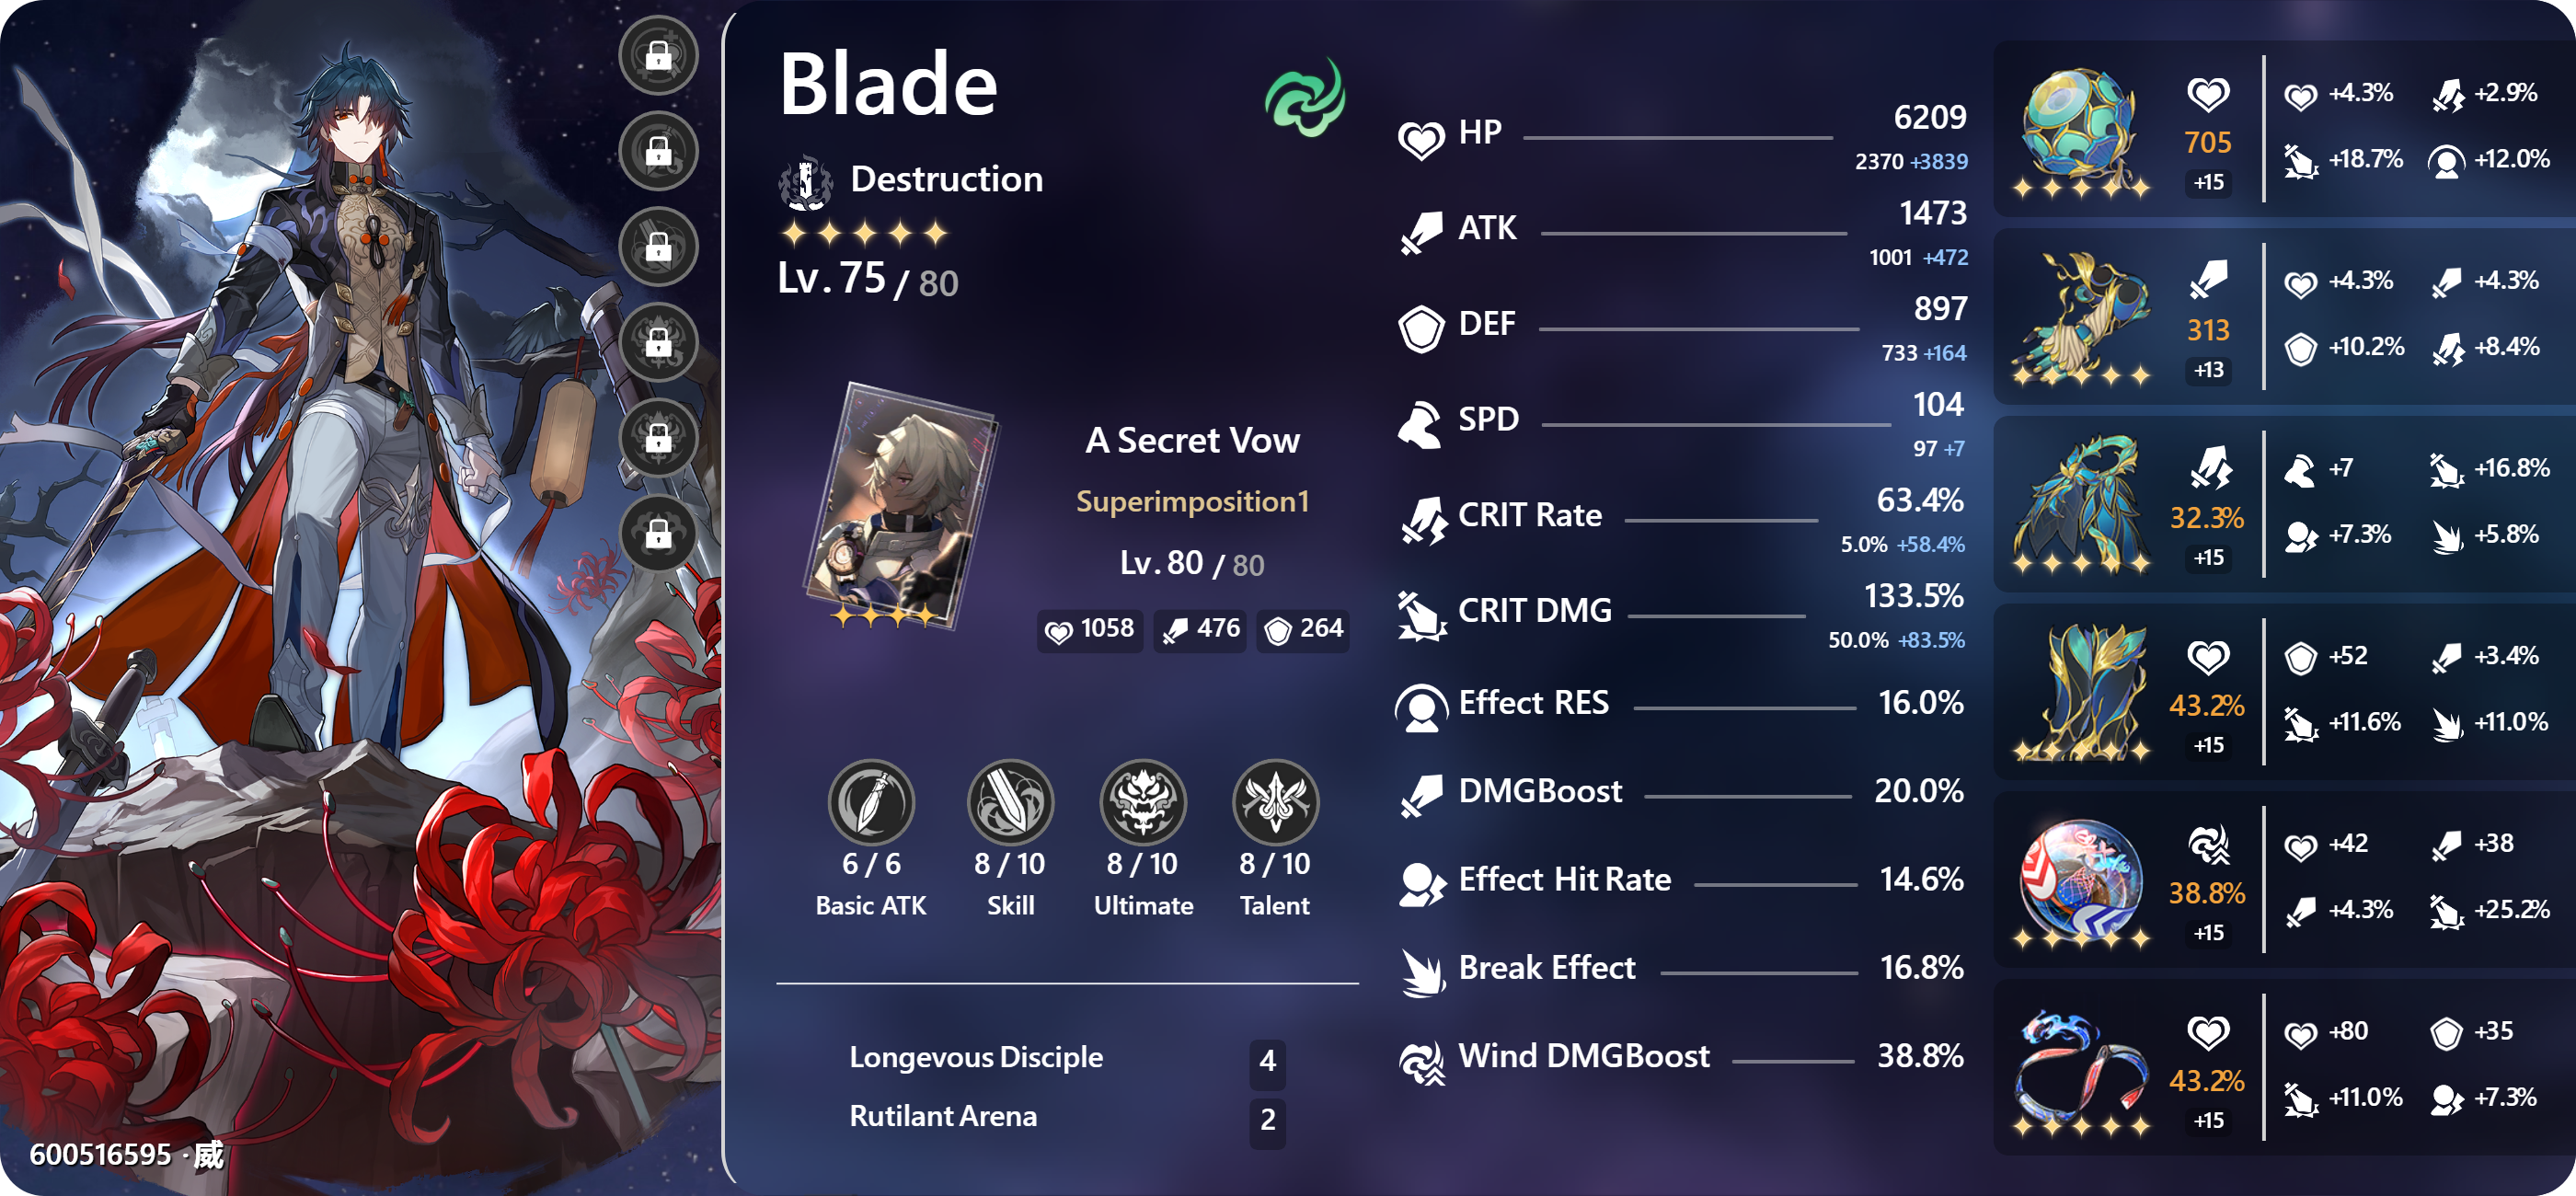 Blade
Destruction
Lv. 75 / 80
A Secret Vow
Superimposition1
Lv. 80 / 80
1058 476 264
6 / 6 8 / 10 8 / 10 8 / 10
Basic ATK Skill Ultimate Talent
Longevous Disciple 4
Rutilant Arena 2
600516595 · 威
HP 6209
2370 +3839
ATK 1473
1001 +472
DEF 897
733 +164
SPD 104
97 +7
CRIT Rate 63.4%
5.0% +58.4%
CRIT DMG 133.5%
50.0% +83.5%
Effect RES 16.0%
DMGBoost 20.0%
Effect Hit Rate 14.6%
Break Effect 16.8%
Wind DMGBoost 38.8%
705
+15
+4.3% +2.9%
+18.7% +12.0%
313
+13
+4.3% +4.3%
+10.2% +8.4%
32.3%
+15
+7 +16.8%
+7.3% +5.8%
43.2%
+15
+52 +3.4%
+11.6% +11.0%
38.8%
+15
+42 +38
+4.3% +25.2%
43.2%
+15
+80 +35
+11.0% +7.3%